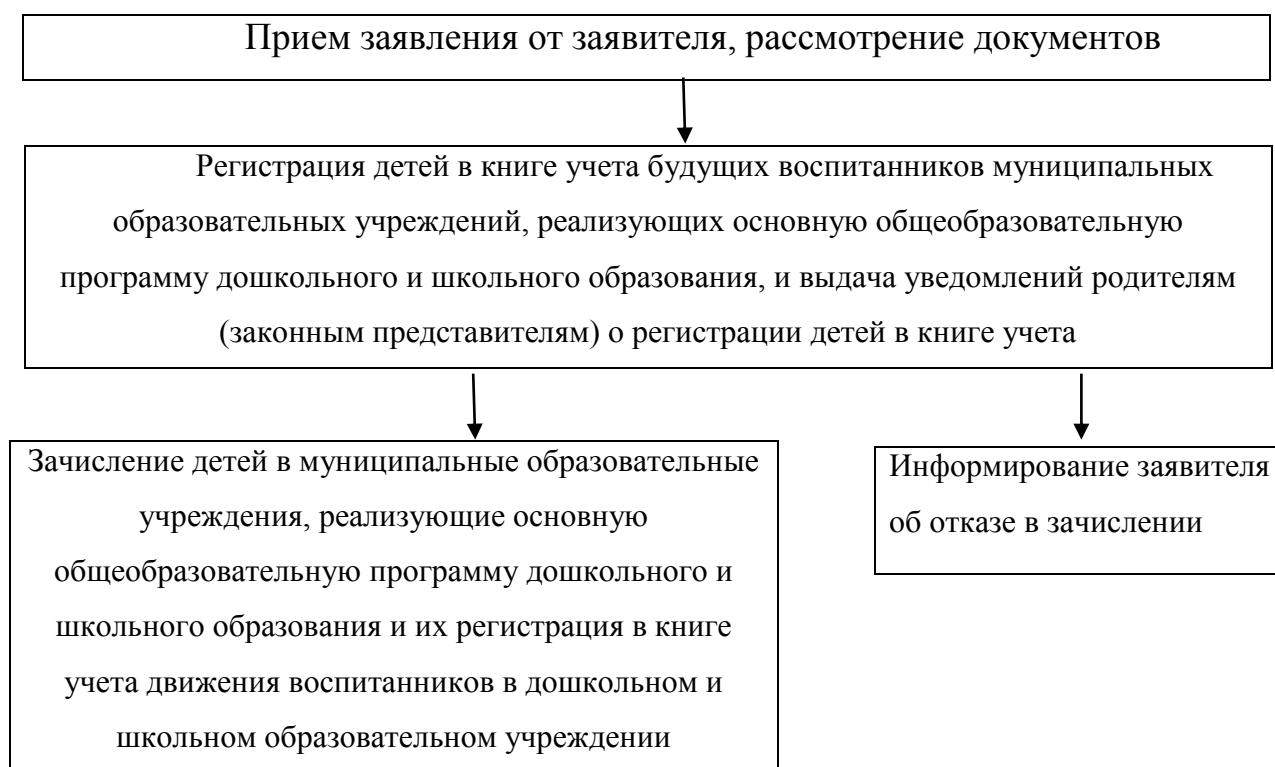 Прием заявления от заявителя, рассмотрение документов
Регистрация детей в книге учета будущих воспитанников муниципальных
образовательных учреждений, реализующих основную общеобразовательную
программу дошкольного и школьного образования, и выдача уведомлений родителям
(законным представителям) о регистрации детей в книге учета
Зачисление детей в муниципальные образовательные
учреждения, реализующие основную
общеобразовательную программу дошкольного и
школьного образования и их регистрация в книге
учета движения воспитанников в дошкольном и
школьном образовательном учреждении
Информирование заявителя
об отказе в зачислении